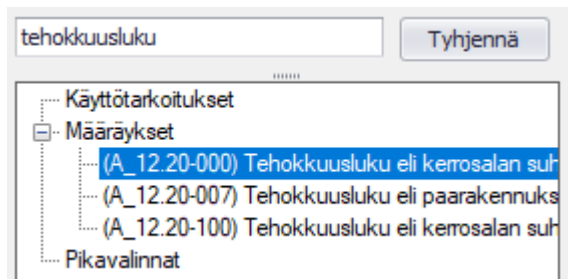 tehokkuusluku
Tyhjennä
Käyttötarkoitukset
Määräykset
(A_12.20-000) Tehokkuusluku eli kerrosalan suh
(A_12.20-007) Tehokkuusluku eli paarakennuks
(A_12.20-100) Tehokkuusluku eli kerrosalan suh
Pikavalinnat